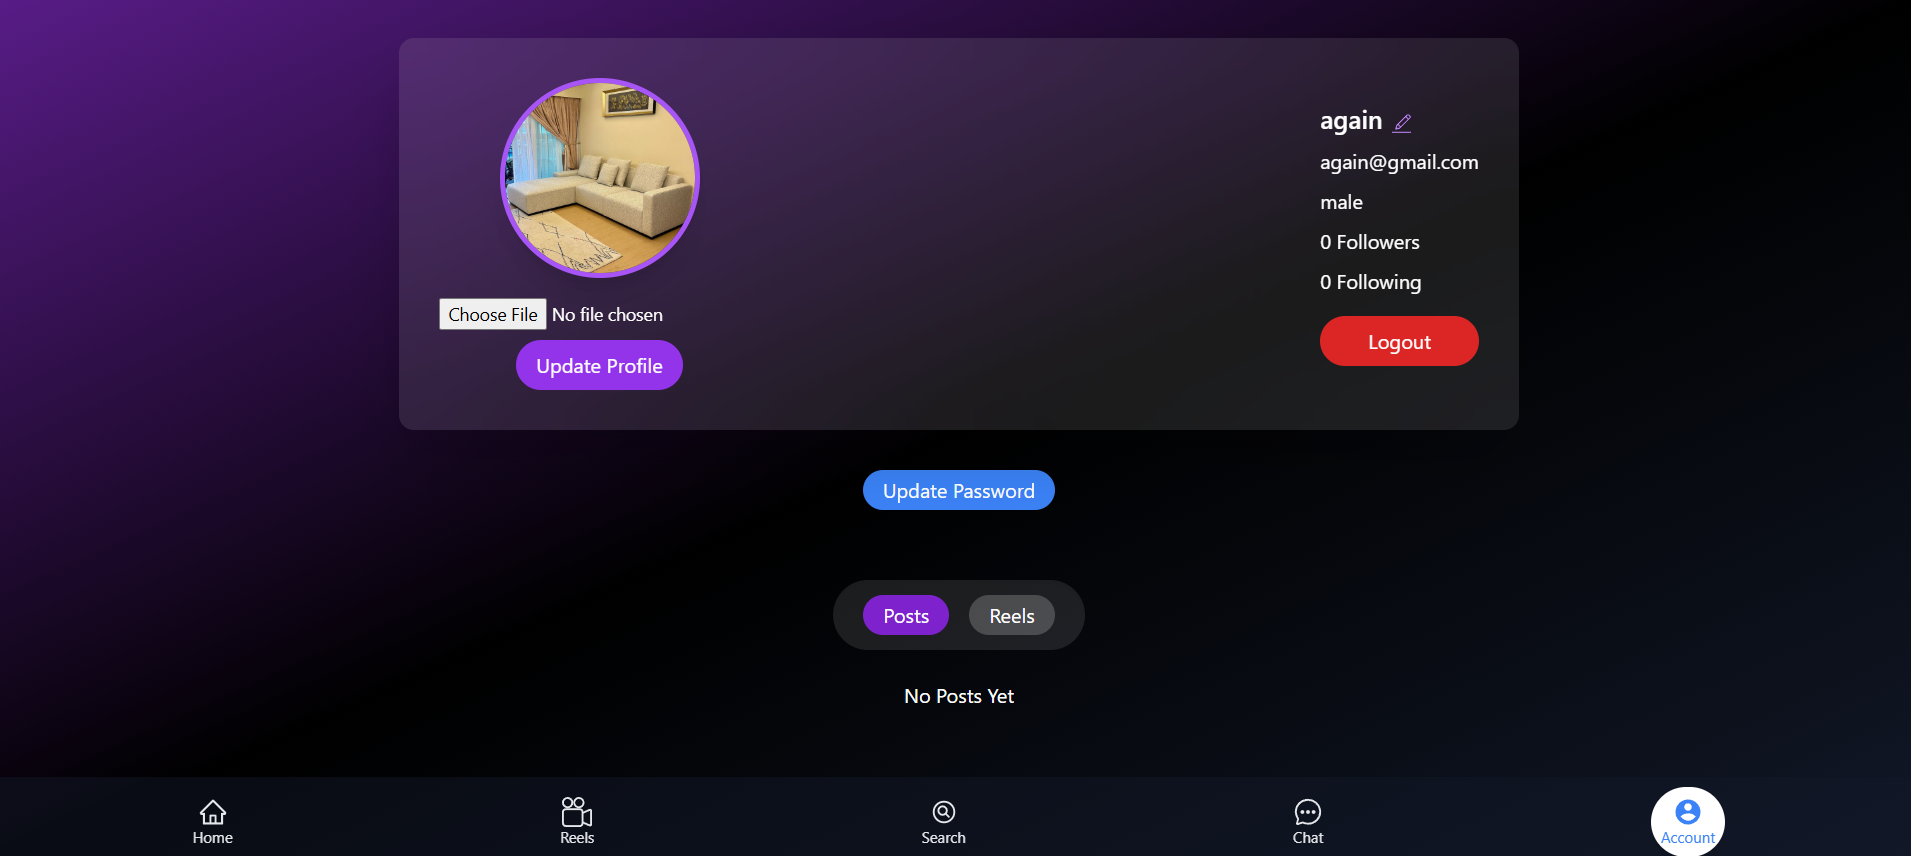 again
again@gmail.com
male
0 Followers
0 Following
Logout
Choose File No file chosen
Update Profile
Update Password
Posts Reels
No Posts Yet
Home Reels Search Chat Account